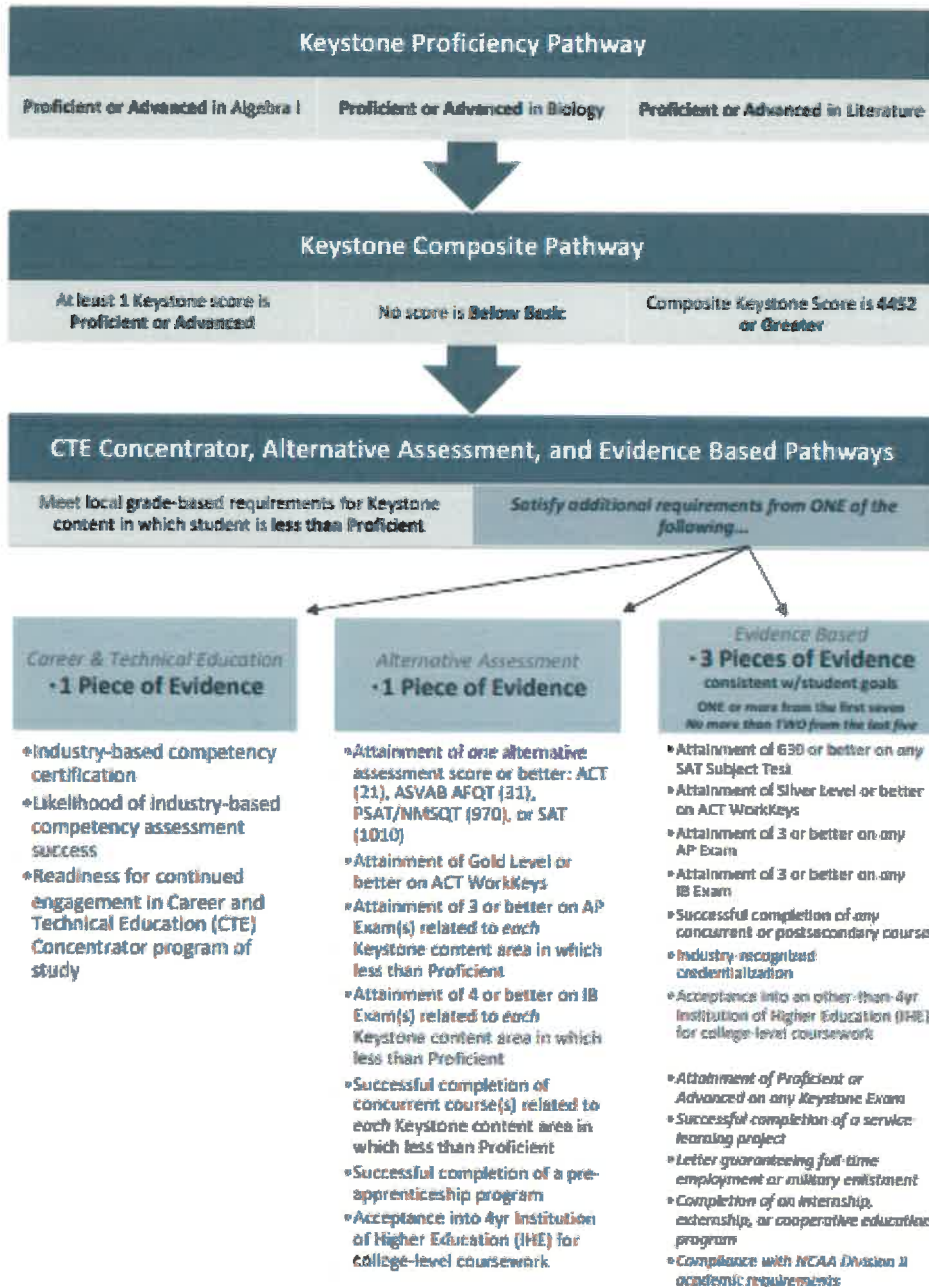 Keystone Proficiency Pathway
Proficient or Advanced in Algebra I
Proficient or Advanced in Biology
Proficient or Advanced in Literature
Keystone Composite Pathway
At least 1 Keystone score is
Proficient or Advanced
No score is Below Basic
Composite Keystone Score is 4452
or Greater
CTE Concentrator, Alternative Assessment, and Evidence Based Pathways
Meet local grade-based requirements for Keystone
content in which student is less than Proficient
Satisfy additional requirements from ONE of the
following...
Career & Technical Education
•1 Piece of Evidence
•Industry-based competency
certification
•Likelihood of industry-based
competency assessment
success
•Readiness for continued
engagement in Career and
Technical Education (CTE)
Concentrator program of
study
Alternative Assessment
•1 Piece of Evidence
•Attainment of one alternative
assessment score or better: ACT
(21), ASVAB AFQT (31),
PSAT/NMSQT (970), or SAT
(1010)
•Attainment of Gold Level or
better on ACT WorkKeys
•Attainment of 3 or better on AP
Exam(s) related to each
Keystone content area in which
less than Proficient
•Attainment of 4 or better on IB
Exam(s) related to each
Keystone content area in which
less than Proficient
•Successful completion of
concurrent course(s) related to
each Keystone content area in
which less than Proficient
•Successful completion of a pre-
apprenticeship program
•Acceptance into 4yr Institution
of Higher Education (IHE) for
college-level coursework
Evidence Based
•3 Pieces of Evidence
consistent w/student goals
ONE or more from the first seven
No more than TWO from the last five
•Attainment of 630 or better on any
SAT Subject Test
•Attainment of Silver Level or better
on ACT WorkKeys
•Attainment of 3 or better on any
AP Exam
•Attainment of 3 or better on any
IB Exam
•Successful completion of any
concurrent or postsecondary course
•Industry-recognized
credentialization
•Acceptance into an other-than-4yr
Institution of Higher Education (IHE)
for college-level coursework
•Attainment of Proficient or
Advanced on any Keystone Exam
•Successful completion of a service
learning project
•Letter guaranteeing full-time
employment or military enlistment
•Completion of an internship,
externship, or cooperative education
program
•Compliance with NCAA Division II
academic requirements